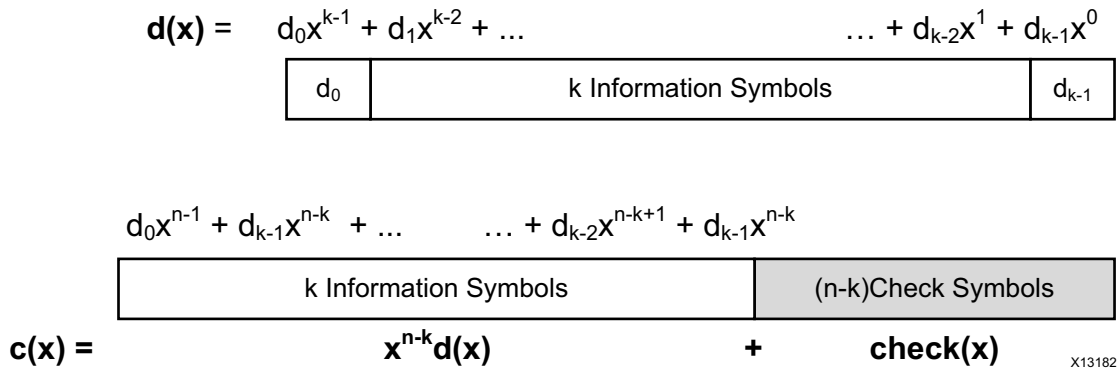 d(x) = d₀xᵏ⁻¹ + d₁xᵏ⁻² + ... … + dₖ₋₂x¹ + dₖ₋₁x⁰
d₀ k Information Symbols dₖ₋₁
d₀xⁿ⁻¹ + dₖ₋₁xⁿ⁻ᵏ + ... … + dₖ₋₂xⁿ⁻ᵏ⁺¹ + dₖ₋₁xⁿ⁻ᵏ
k Information Symbols (n-k)Check Symbols
c(x) = xⁿ⁻ᵏd(x) + check(x)
X13182